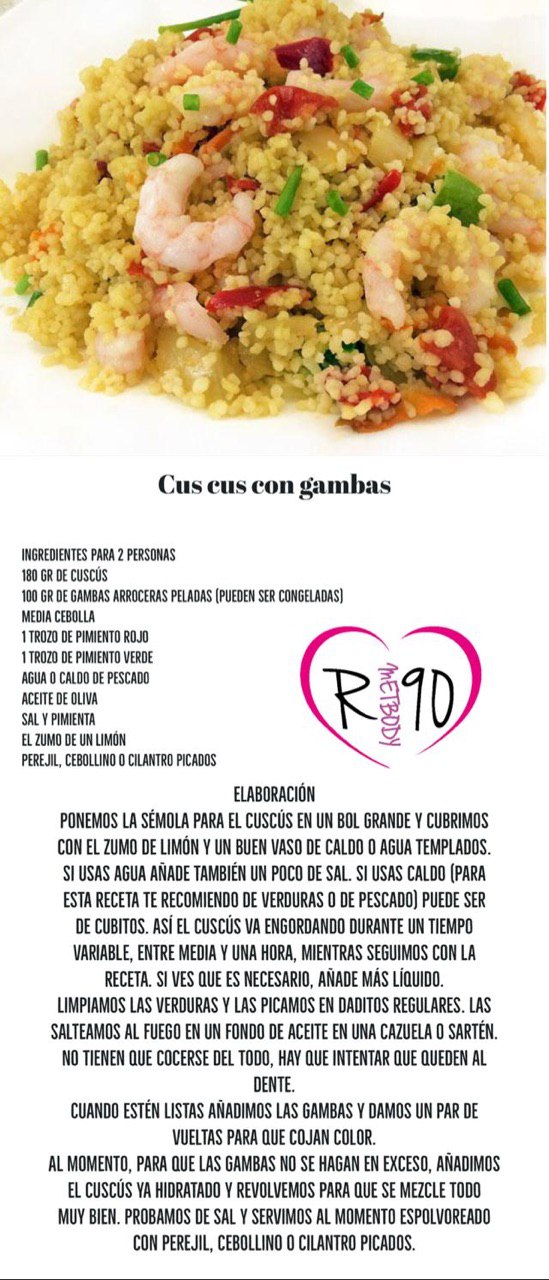 Cus cus con gambas
INGREDIENTES PARA 2 PERSONAS
180 GR DE CUSCÚS
100 GR DE GAMBAS ARROCERAS PELADAS (PUEDEN SER CONGELADAS)
MEDIA CEBOLLA
1 TROZO DE PIMIENTO ROJO
1 TROZO DE PIMIENTO VERDE
AGUA O CALDO DE PESCADO
ACEITE DE OLIVA
SAL Y PIMIENTA
EL ZUMO DE UN LIMÓN
PEREJIL, CEBOLLINO O CILANTRO PICADOS
R METBODY 90
ELABORACIÓN
PONEMOS LA SÉMOLA PARA EL CUSCÚS EN UN BOL GRANDE Y CUBRIMOS
CON EL ZUMO DE LIMÓN Y UN BUEN VASO DE CALDO O AGUA TEMPLADOS.
SI USAS AGUA AÑADE TAMBIÉN UN POCO DE SAL. SI USAS CALDO (PARA
ESTA RECETA TE RECOMIENDO DE VERDURAS O DE PESCADO) PUEDE SER
DE CUBITOS. ASÍ EL CUSCÚS VA ENGORDANDO DURANTE UN TIEMPO
VARIABLE, ENTRE MEDIA Y UNA HORA, MIENTRAS SEGUIMOS CON LA
RECETA. SI VES QUE ES NECESARIO, AÑADE MÁS LÍQUIDO.
LIMPIAMOS LAS VERDURAS Y LAS PICAMOS EN DADITOS REGULARES. LAS
SALTEAMOS AL FUEGO EN UN FONDO DE ACEITE EN UNA CAZUELA O SARTÉN.
NO TIENEN QUE COCERSE DEL TODO, HAY QUE INTENTAR QUE QUEDEN AL
DENTE.
CUANDO ESTÉN LISTAS AÑADIMOS LAS GAMBAS Y DAMOS UN PAR DE
VUELTAS PARA QUE COJAN COLOR.
AL MOMENTO, PARA QUE LAS GAMBAS NO SE HAGAN EN EXCESO, AÑADIMOS
EL CUSCÚS YA HIDRATADO Y REVOLVEMOS PARA QUE SE MEZCLE TODO
MUY BIEN. PROBAMOS DE SAL Y SERVIMOS AL MOMENTO ESPOLVOREADO
CON PEREJIL, CEBOLLINO O CILANTRO PICADOS.